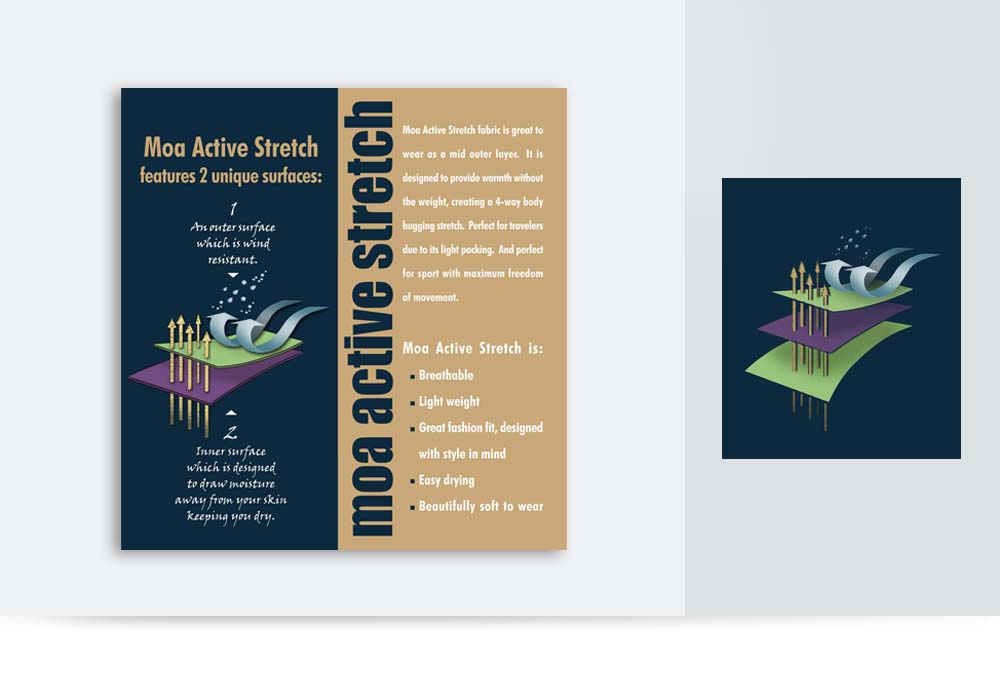 Moa Active Stretch
features 2 unique surfaces:
1
An outer surface
which is wind
resistant.
2
Inner surface
which is designed
to draw moisture
away from your skin
keeping you dry.
moa active stretch
Moa Active Stretch fabric is great to
wear as a mid outer layer. It is
designed to provide warmth without
the weight, creating a 4-way body
hugging stretch. Perfect for travelers
due to its light packing. And perfect
for sport with maximum freedom
of movement.
Moa Active Stretch is:
Breathable
Light weight
Great fashion fit, designed
with style in mind
Easy drying
Beautifully soft to wear